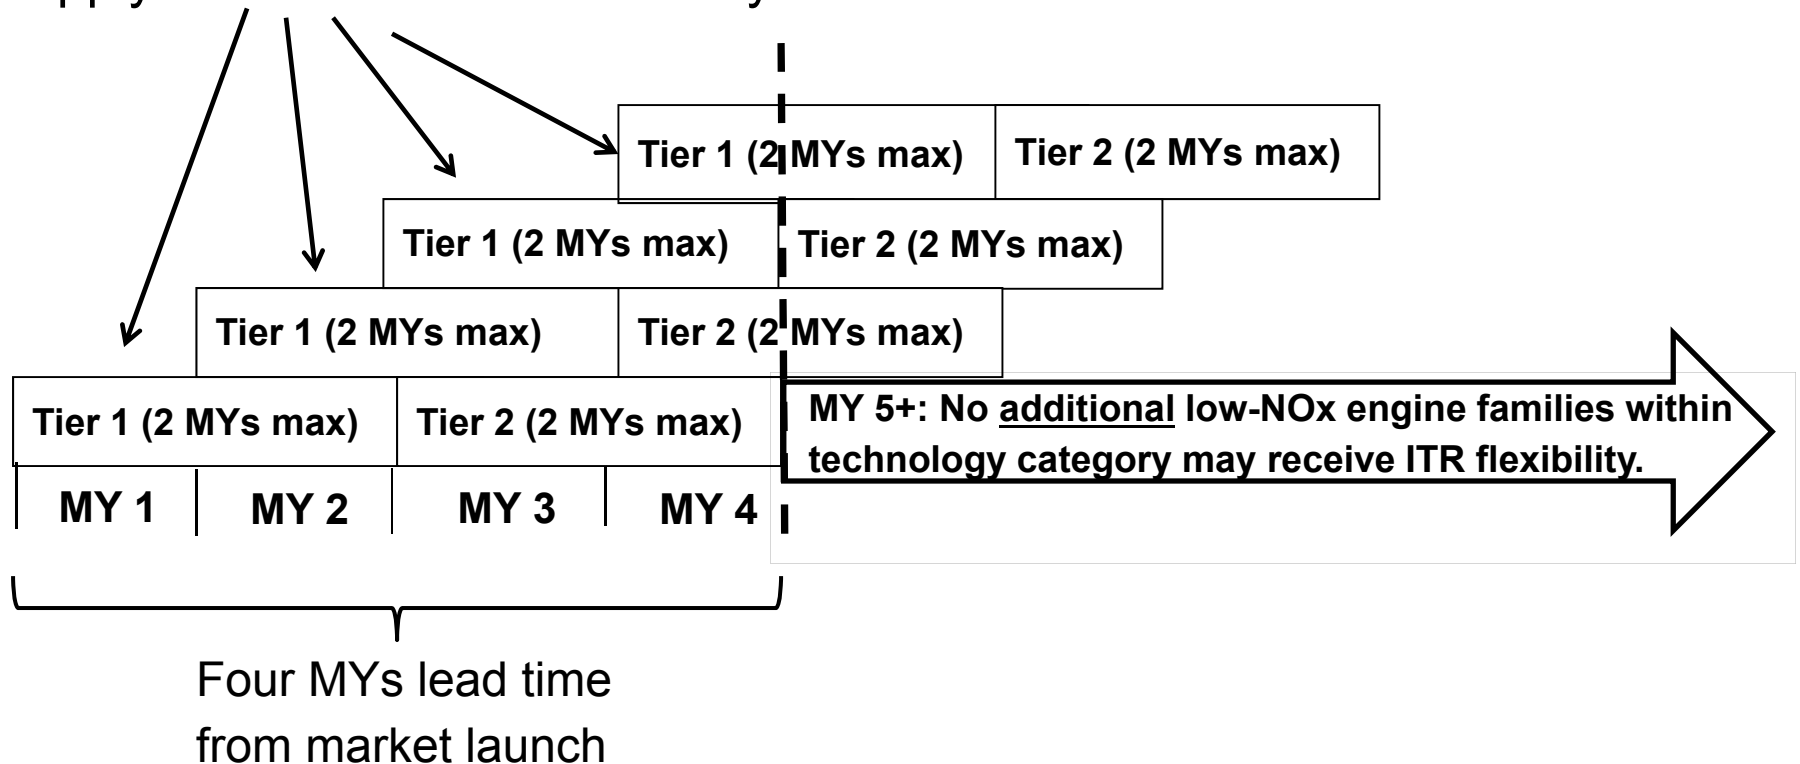 Tier 1 (2 MYs max) Tier 2 (2 MYs max)
Tier 1 (2 MYs max) Tier 2 (2 MYs max)
Tier 1 (2 MYs max) Tier 2 (2 MYs max)
Tier 1 (2 MYs max) Tier 2 (2 MYs max)
MY 5+: No additional low-NOx engine families within
technology category may receive ITR flexibility.
MY 1 MY 2 MY 3 MY 4
Four MYs lead time
from market launch